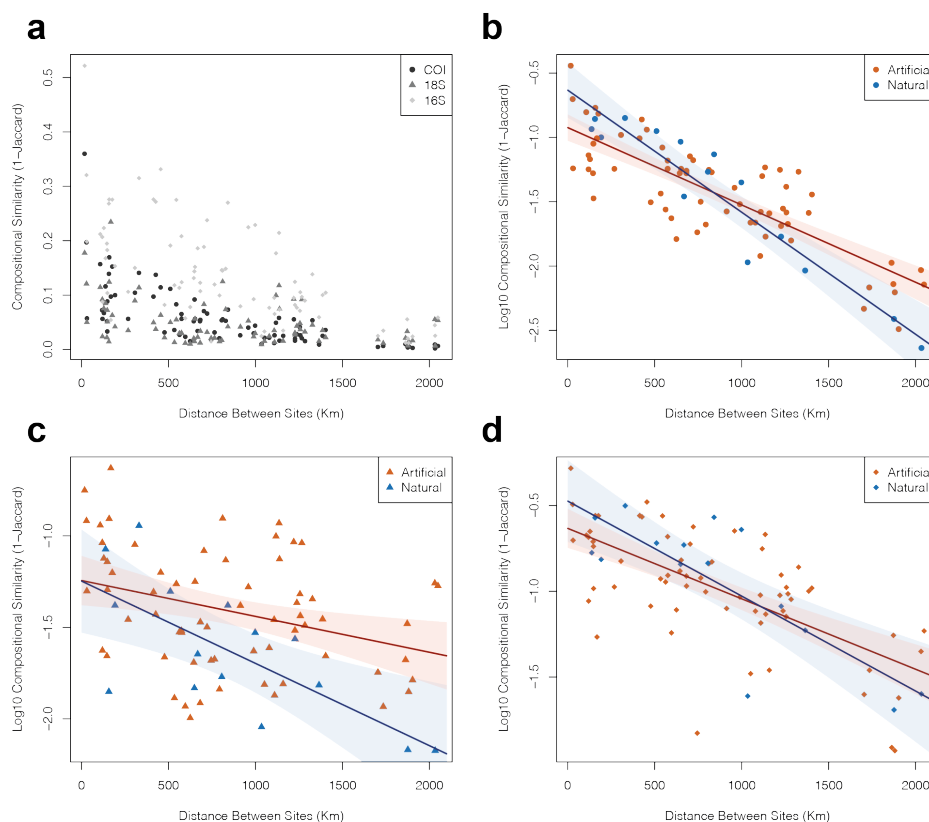 a
COI
18S
16S
Compositional Similarity (1−Jaccard)
0.0 0.1 0.2 0.3 0.4 0.5
0 500 1000 1500 2000
Distance Between Sites (Km)
b
Artificial
Natural
Log10 Compositional Similarity (1−Jaccard)
−2.5 −2.0 −1.5 −1.0 −0.5
0 500 1000 1500 2000
Distance Between Sites (Km)
c
Artificial
Natural
Log10 Compositional Similarity (1−Jaccard)
−2.0 −1.5 −1.0
0 500 1000 1500 2000
Distance Between Sites (Km)
d
Artificial
Natural
Log10 Compositional Similarity (1−Jaccard)
−1.5 −1.0 −0.5
0 500 1000 1500 2000
Distance Between Sites (Km)